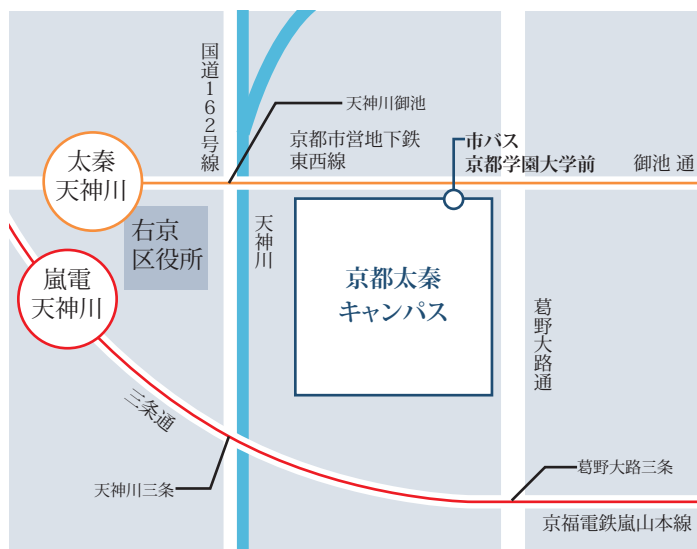 国道162号線
天神川御池
京都市営地下鉄
東西線
市バス
京都学園大学前
御池 通
太秦
天神川
右京
区役所
天神川
嵐電
天神川
京都太秦
キャンパス
葛野大路通
三条通
天神川三条
葛野大路三条
京福電鉄嵐山本線